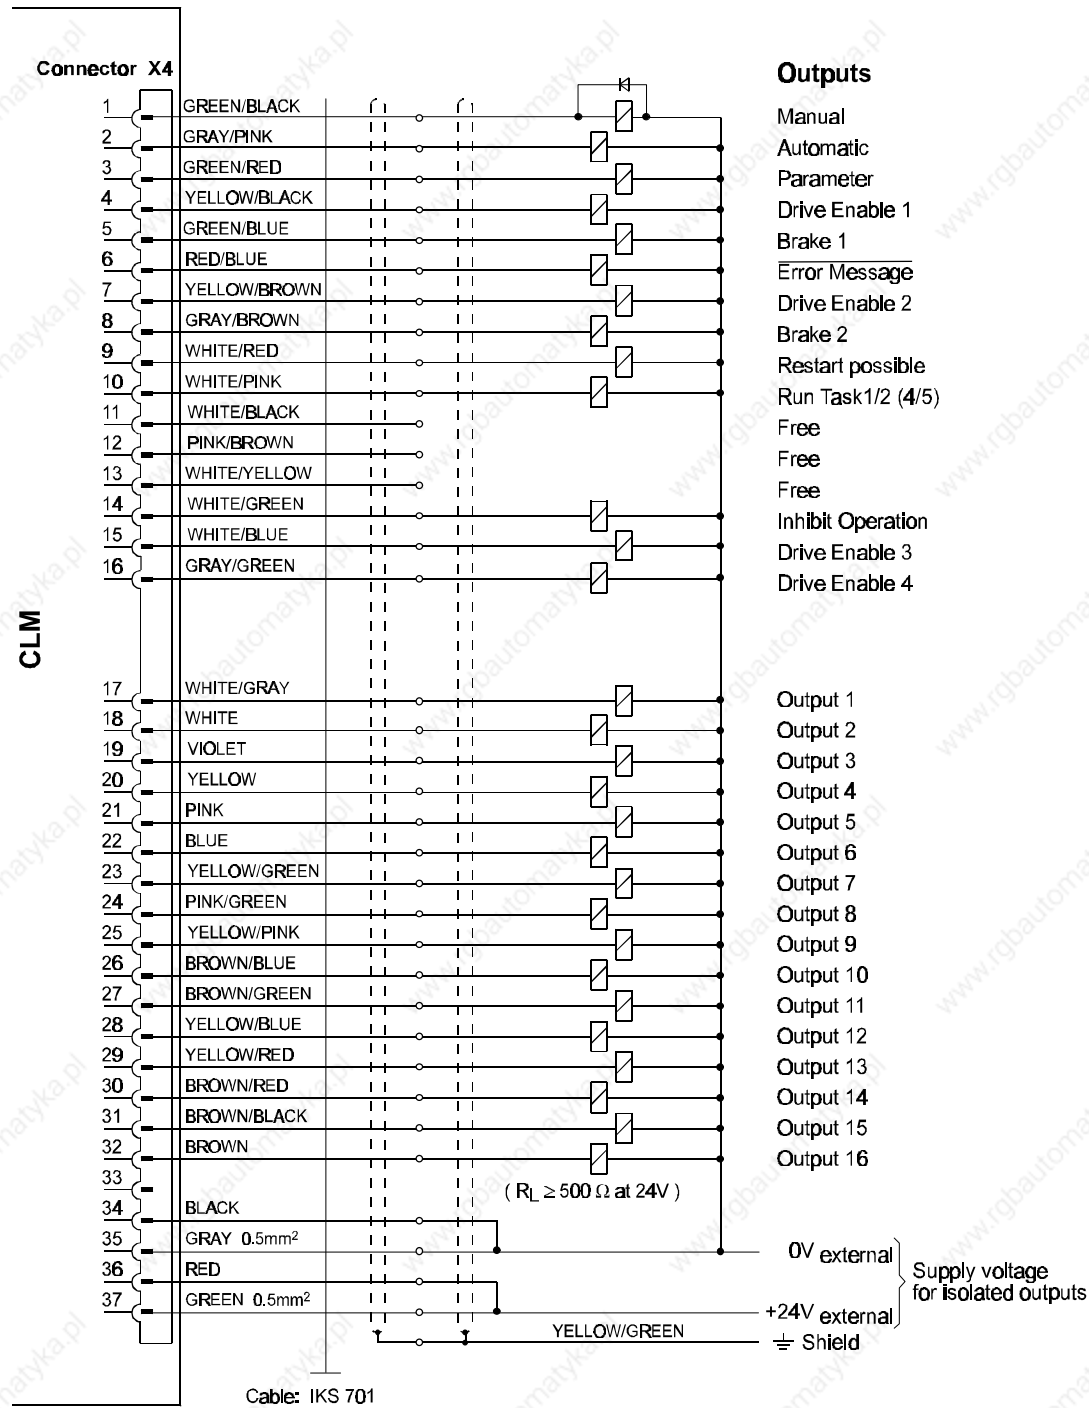 Connector X4
Outputs
1 GREEN/BLACK Manual
2 GRAY/PINK Automatic
3 GREEN/RED Parameter
4 YELLOW/BLACK Drive Enable 1
5 GREEN/BLUE Brake 1
6 RED/BLUE Error Message
7 YELLOW/BROWN Drive Enable 2
8 GRAY/BROWN Brake 2
9 WHITE/RED Restart possible
10 WHITE/PINK Run Task1/2 (4/5)
11 WHITE/BLACK Free
12 PINK/BROWN Free
13 WHITE/YELLOW Free
14 WHITE/GREEN Inhibit Operation
15 WHITE/BLUE Drive Enable 3
16 GRAY/GREEN Drive Enable 4
CLM
17 WHITE/GRAY Output 1
18 WHITE Output 2
19 VIOLET Output 3
20 YELLOW Output 4
21 PINK Output 5
22 BLUE Output 6
23 YELLOW/GREEN Output 7
24 PINK/GREEN Output 8
25 YELLOW/PINK Output 9
26 BROWN/BLUE Output 10
27 BROWN/GREEN Output 11
28 YELLOW/BLUE Output 12
29 YELLOW/RED Output 13
30 BROWN/RED Output 14
31 BROWN/BLACK Output 15
32 BROWN Output 16
33
( RL ≥ 500 Ω at 24V )
34 BLACK
35 GRAY 0.5mm² 0V external
36 RED
Supply voltage
for isolated outputs
37 GREEN 0.5mm² +24V external
YELLOW/GREEN Shield
Cable: IKS 701
www.rgbautomatyka.pl